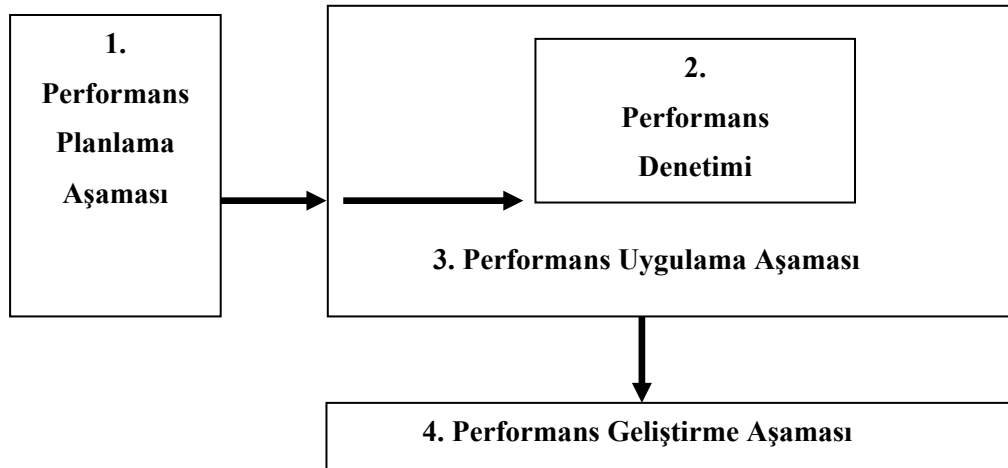 1.
Performans
Planlama
Aşaması
2.
Performans
Denetimi
3. Performans Uygulama Aşaması
4. Performans Geliştirme Aşaması